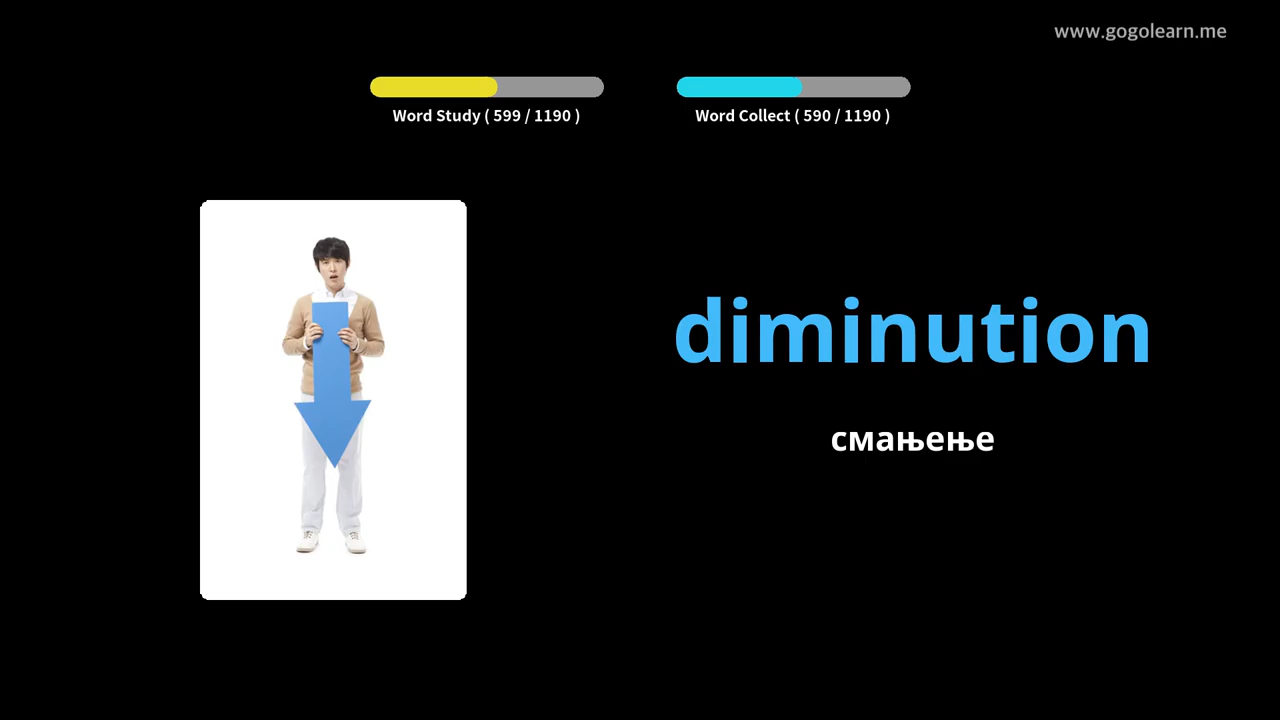 www.gogolearn.me
Word Study ( 599 / 1190 )
Word Collect ( 590 / 1190 )
diminution
смањење